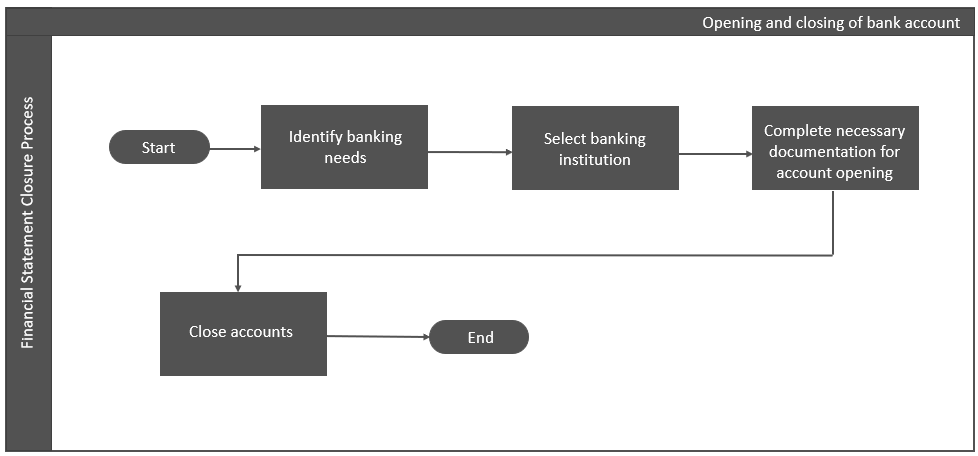 Opening and closing of bank account
Financial Statement Closure Process
Start
Identify banking
needs
Select banking
institution
Complete necessary
documentation for
account opening
Close accounts
End